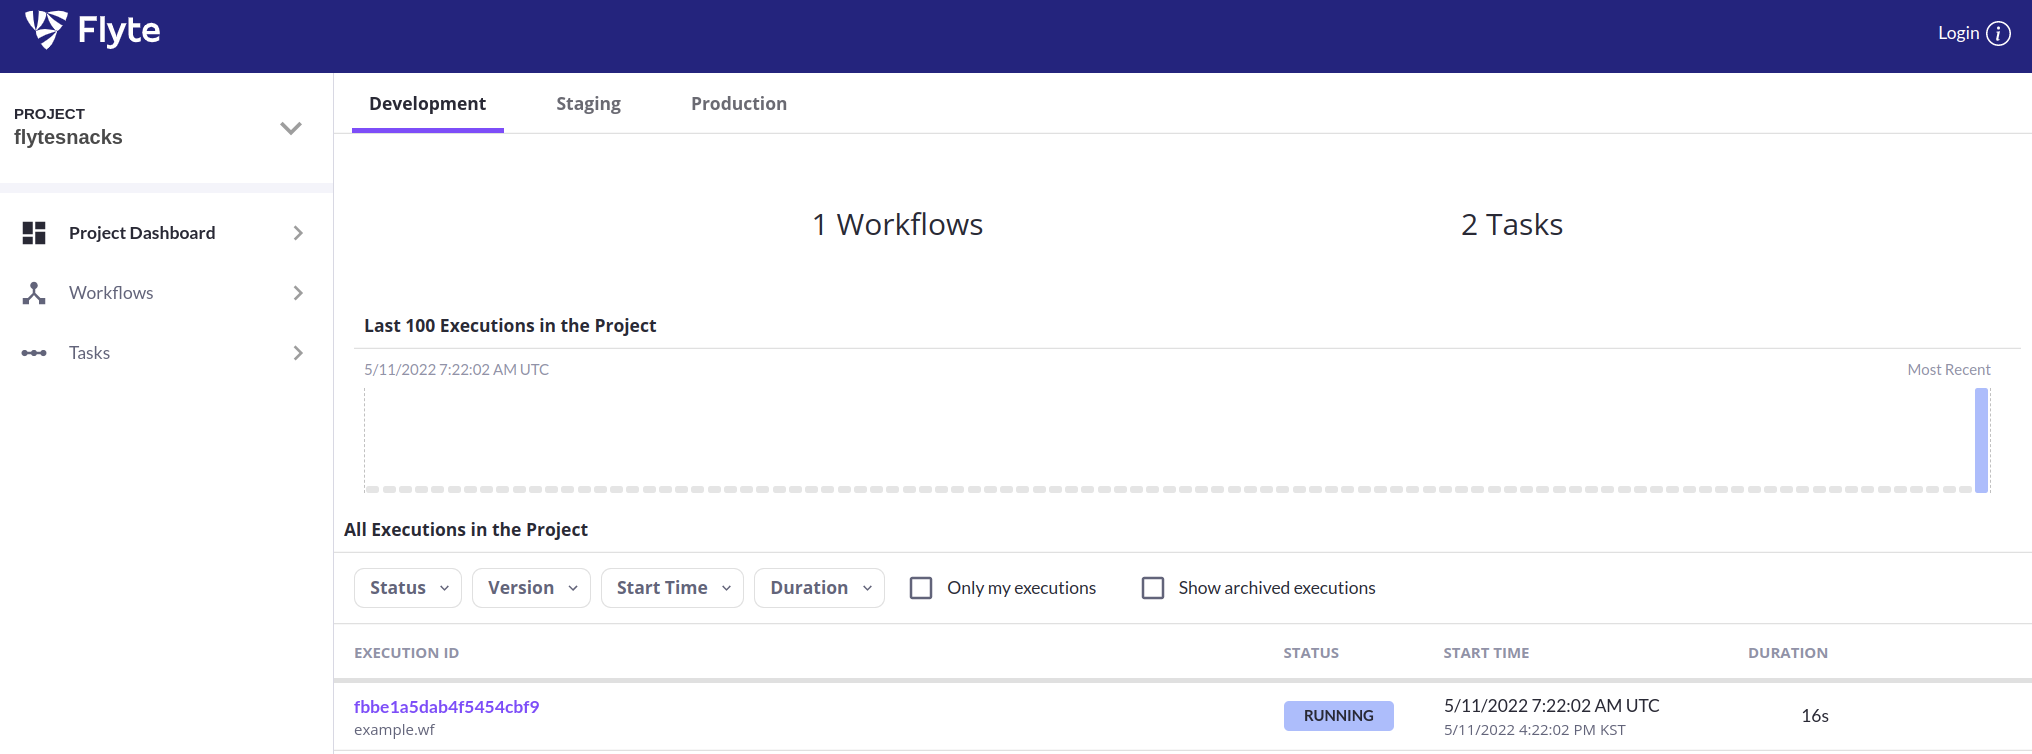 Flyte
Login
PROJECT
flytesnacks
Project Dashboard
Workflows
Tasks
Development Staging Production
1 Workflows 2 Tasks
Last 100 Executions in the Project
5/11/2022 7:22:02 AM UTC Most Recent
All Executions in the Project
Status Version Start Time Duration Only my executions Show archived executions
EXECUTION ID STATUS START TIME DURATION
fbbe1a5dab4f5454cbf9 RUNNING 5/11/2022 7:22:02 AM UTC 16s
example.wf 5/11/2022 4:22:02 PM KST